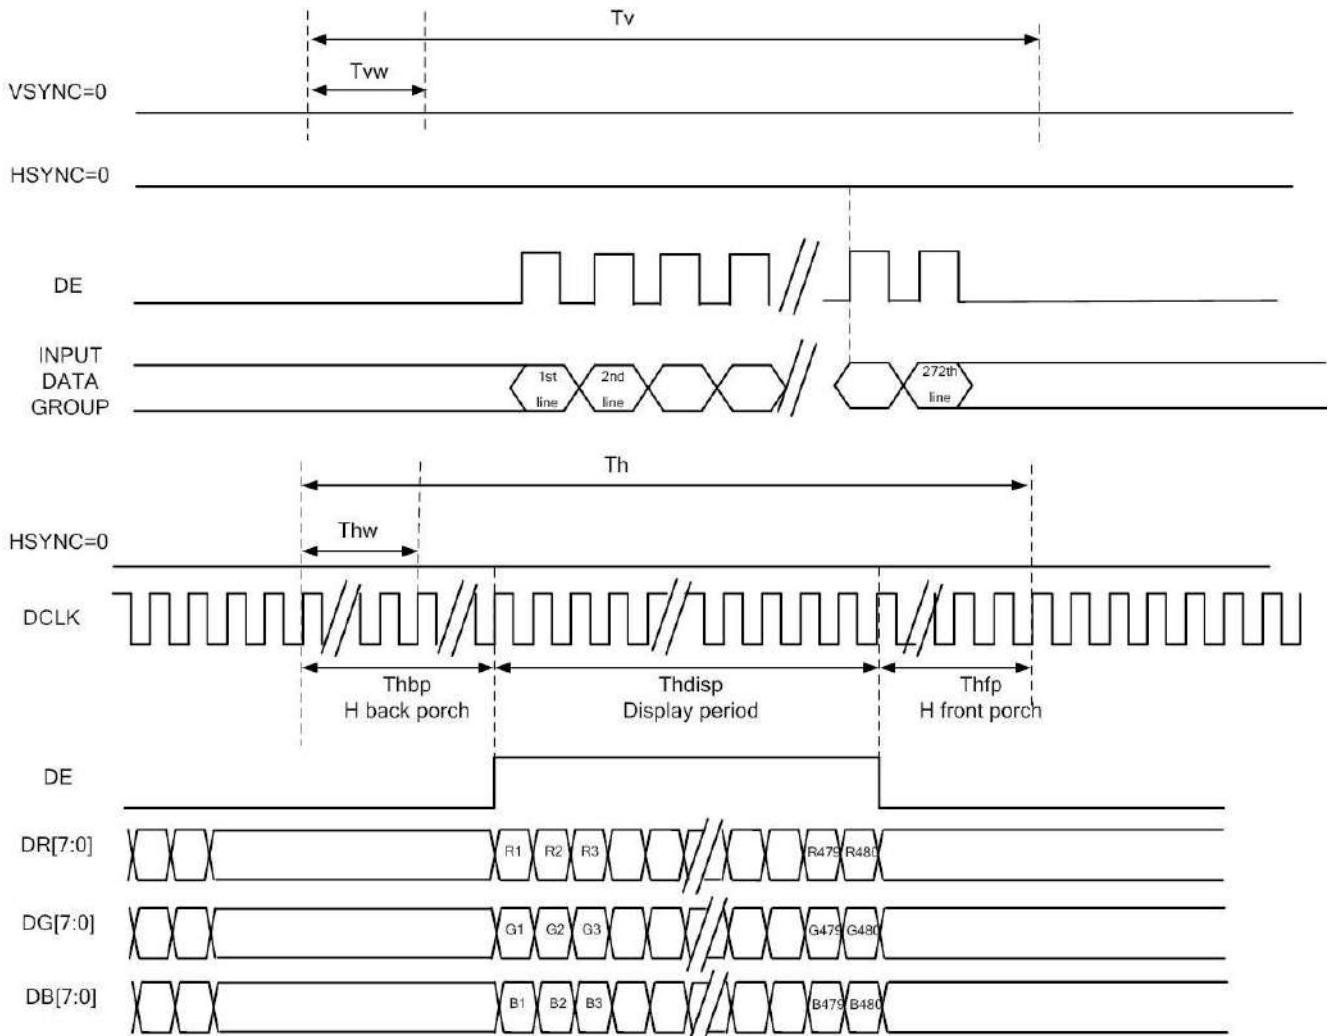 Tv
Tvw
VSYNC=0
HSYNC=0
DE
INPUT
DATA
GROUP
1st
line
2nd
line
272th
line
Th
Thw
HSYNC=0
DCLK
Thbp
H back porch
Thdisp
Display period
Thfp
H front porch
DE
DR[7:0]
R1 R2 R3 R479 R480
DG[7:0]
G1 G2 G3 G479 G480
DB[7:0]
B1 B2 B3 B479 B480